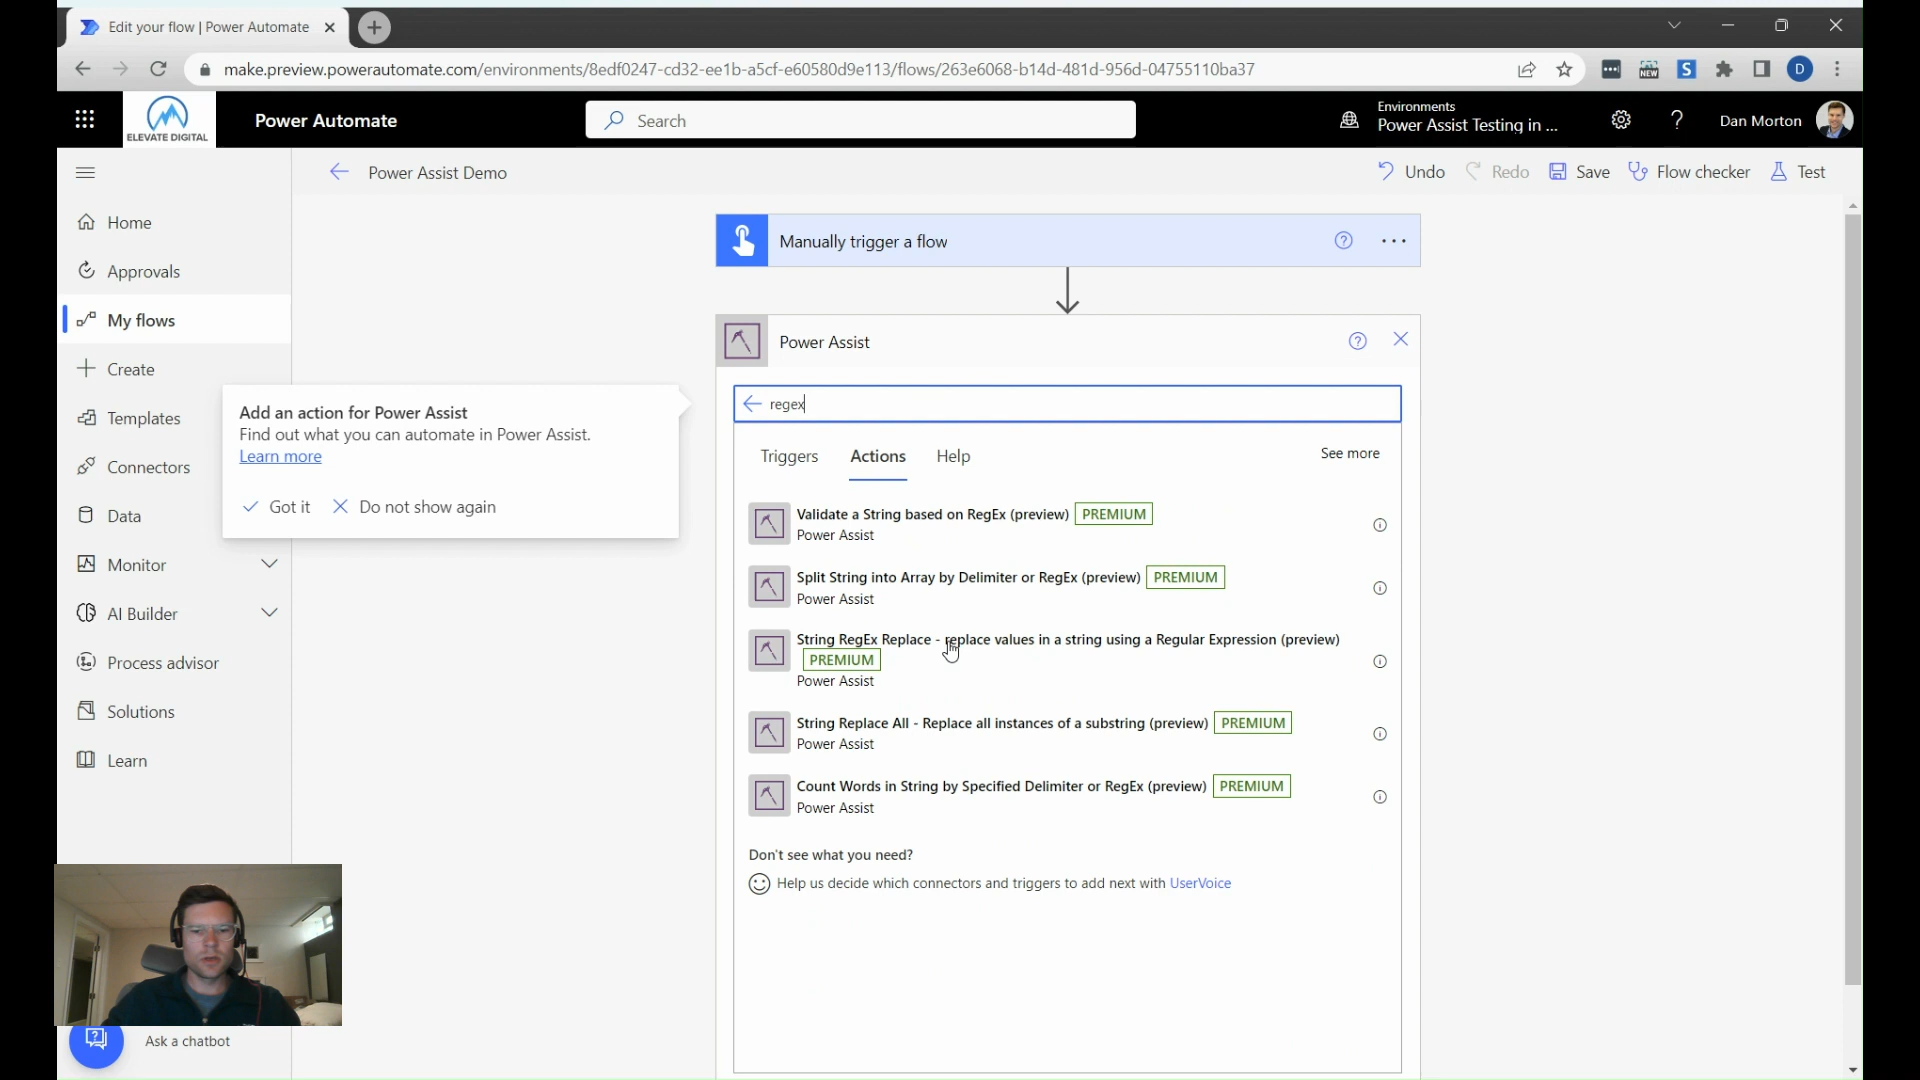 Edit your flow | Power Automate
make.preview.powerautomate.com/environments/8edf0247-cd32-ee1b-a5cf-e60580d9e113/flows/263e6068-b14d-481d-956d-04755110ba37
NEW
S
D
ELEVATE DIGITAL
Power Automate
Search
Environments
Power Assist Testing in ...
?
Dan Morton
Power Assist Demo
Undo
Redo
Save
Flow checker
Test
Home
Approvals
My flows
Create
Templates
Connectors
Data
Monitor
AI Builder
Process advisor
Solutions
Learn
Ask a chatbot
Add an action for Power Assist
Find out what you can automate in Power Assist.
Learn more
Got it
Do not show again
Manually trigger a flow
Power Assist
regex
Triggers
Actions
Help
See more
Validate a String based on RegEx (preview) PREMIUM
Power Assist
Split String into Array by Delimiter or RegEx (preview) PREMIUM
Power Assist
String RegEx Replace - replace values in a string using a Regular Expression (preview)
PREMIUM
Power Assist
String Replace All - Replace all instances of a substring (preview) PREMIUM
Power Assist
Count Words in String by Specified Delimiter or RegEx (preview) PREMIUM
Power Assist
Don't see what you need?
Help us decide which connectors and triggers to add next with UserVoice